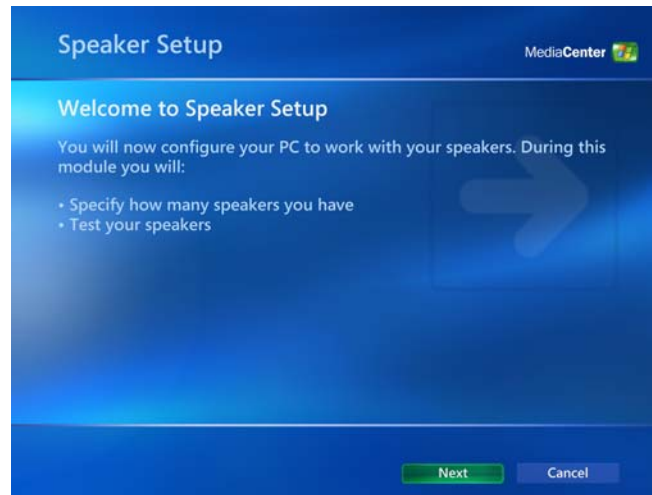 Speaker Setup
MediaCenter
Welcome to Speaker Setup
You will now configure your PC to work with your speakers. During this
module you will:
• Specify how many speakers you have
• Test your speakers
Next
Cancel